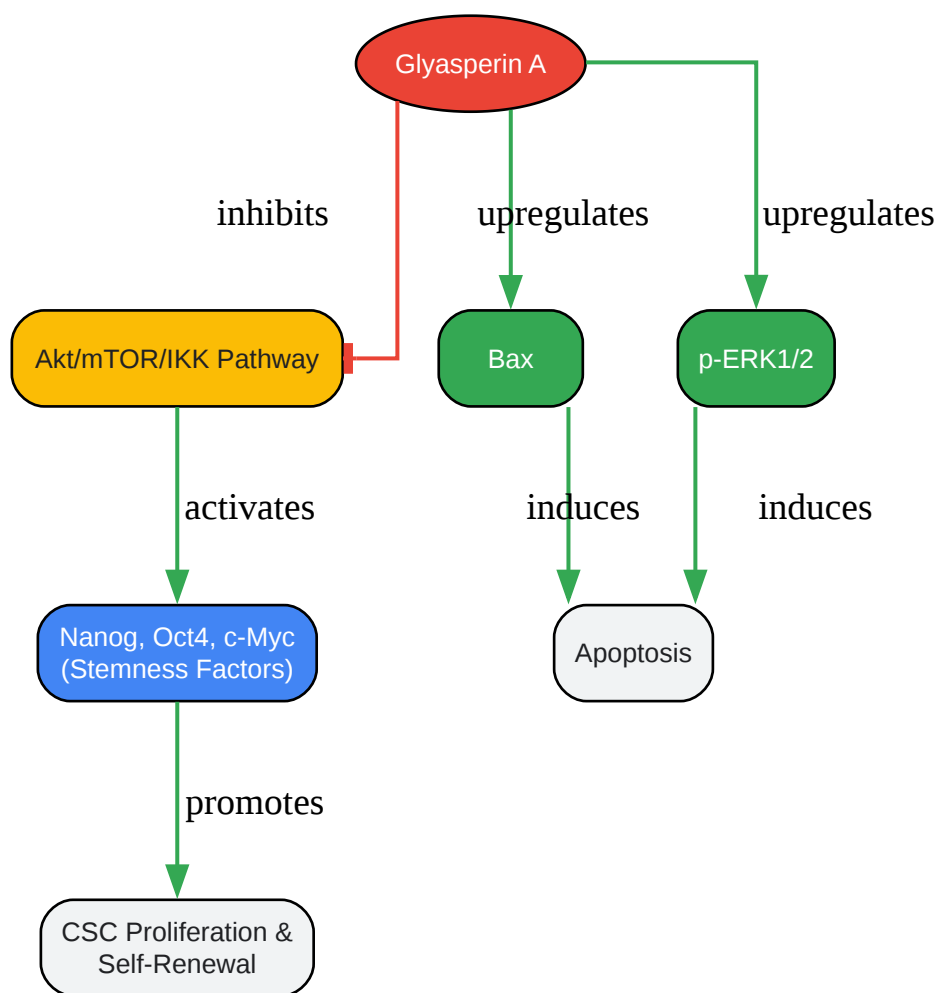 Glyasperin A
inhibits
upregulates
upregulates
Akt/mTOR/IKK Pathway
Bax
p-ERK1/2
activates
induces
induces
Nanog, Oct4, c-Myc
(Stemness Factors)
Apoptosis
promotes
CSC Proliferation &
Self-Renewal